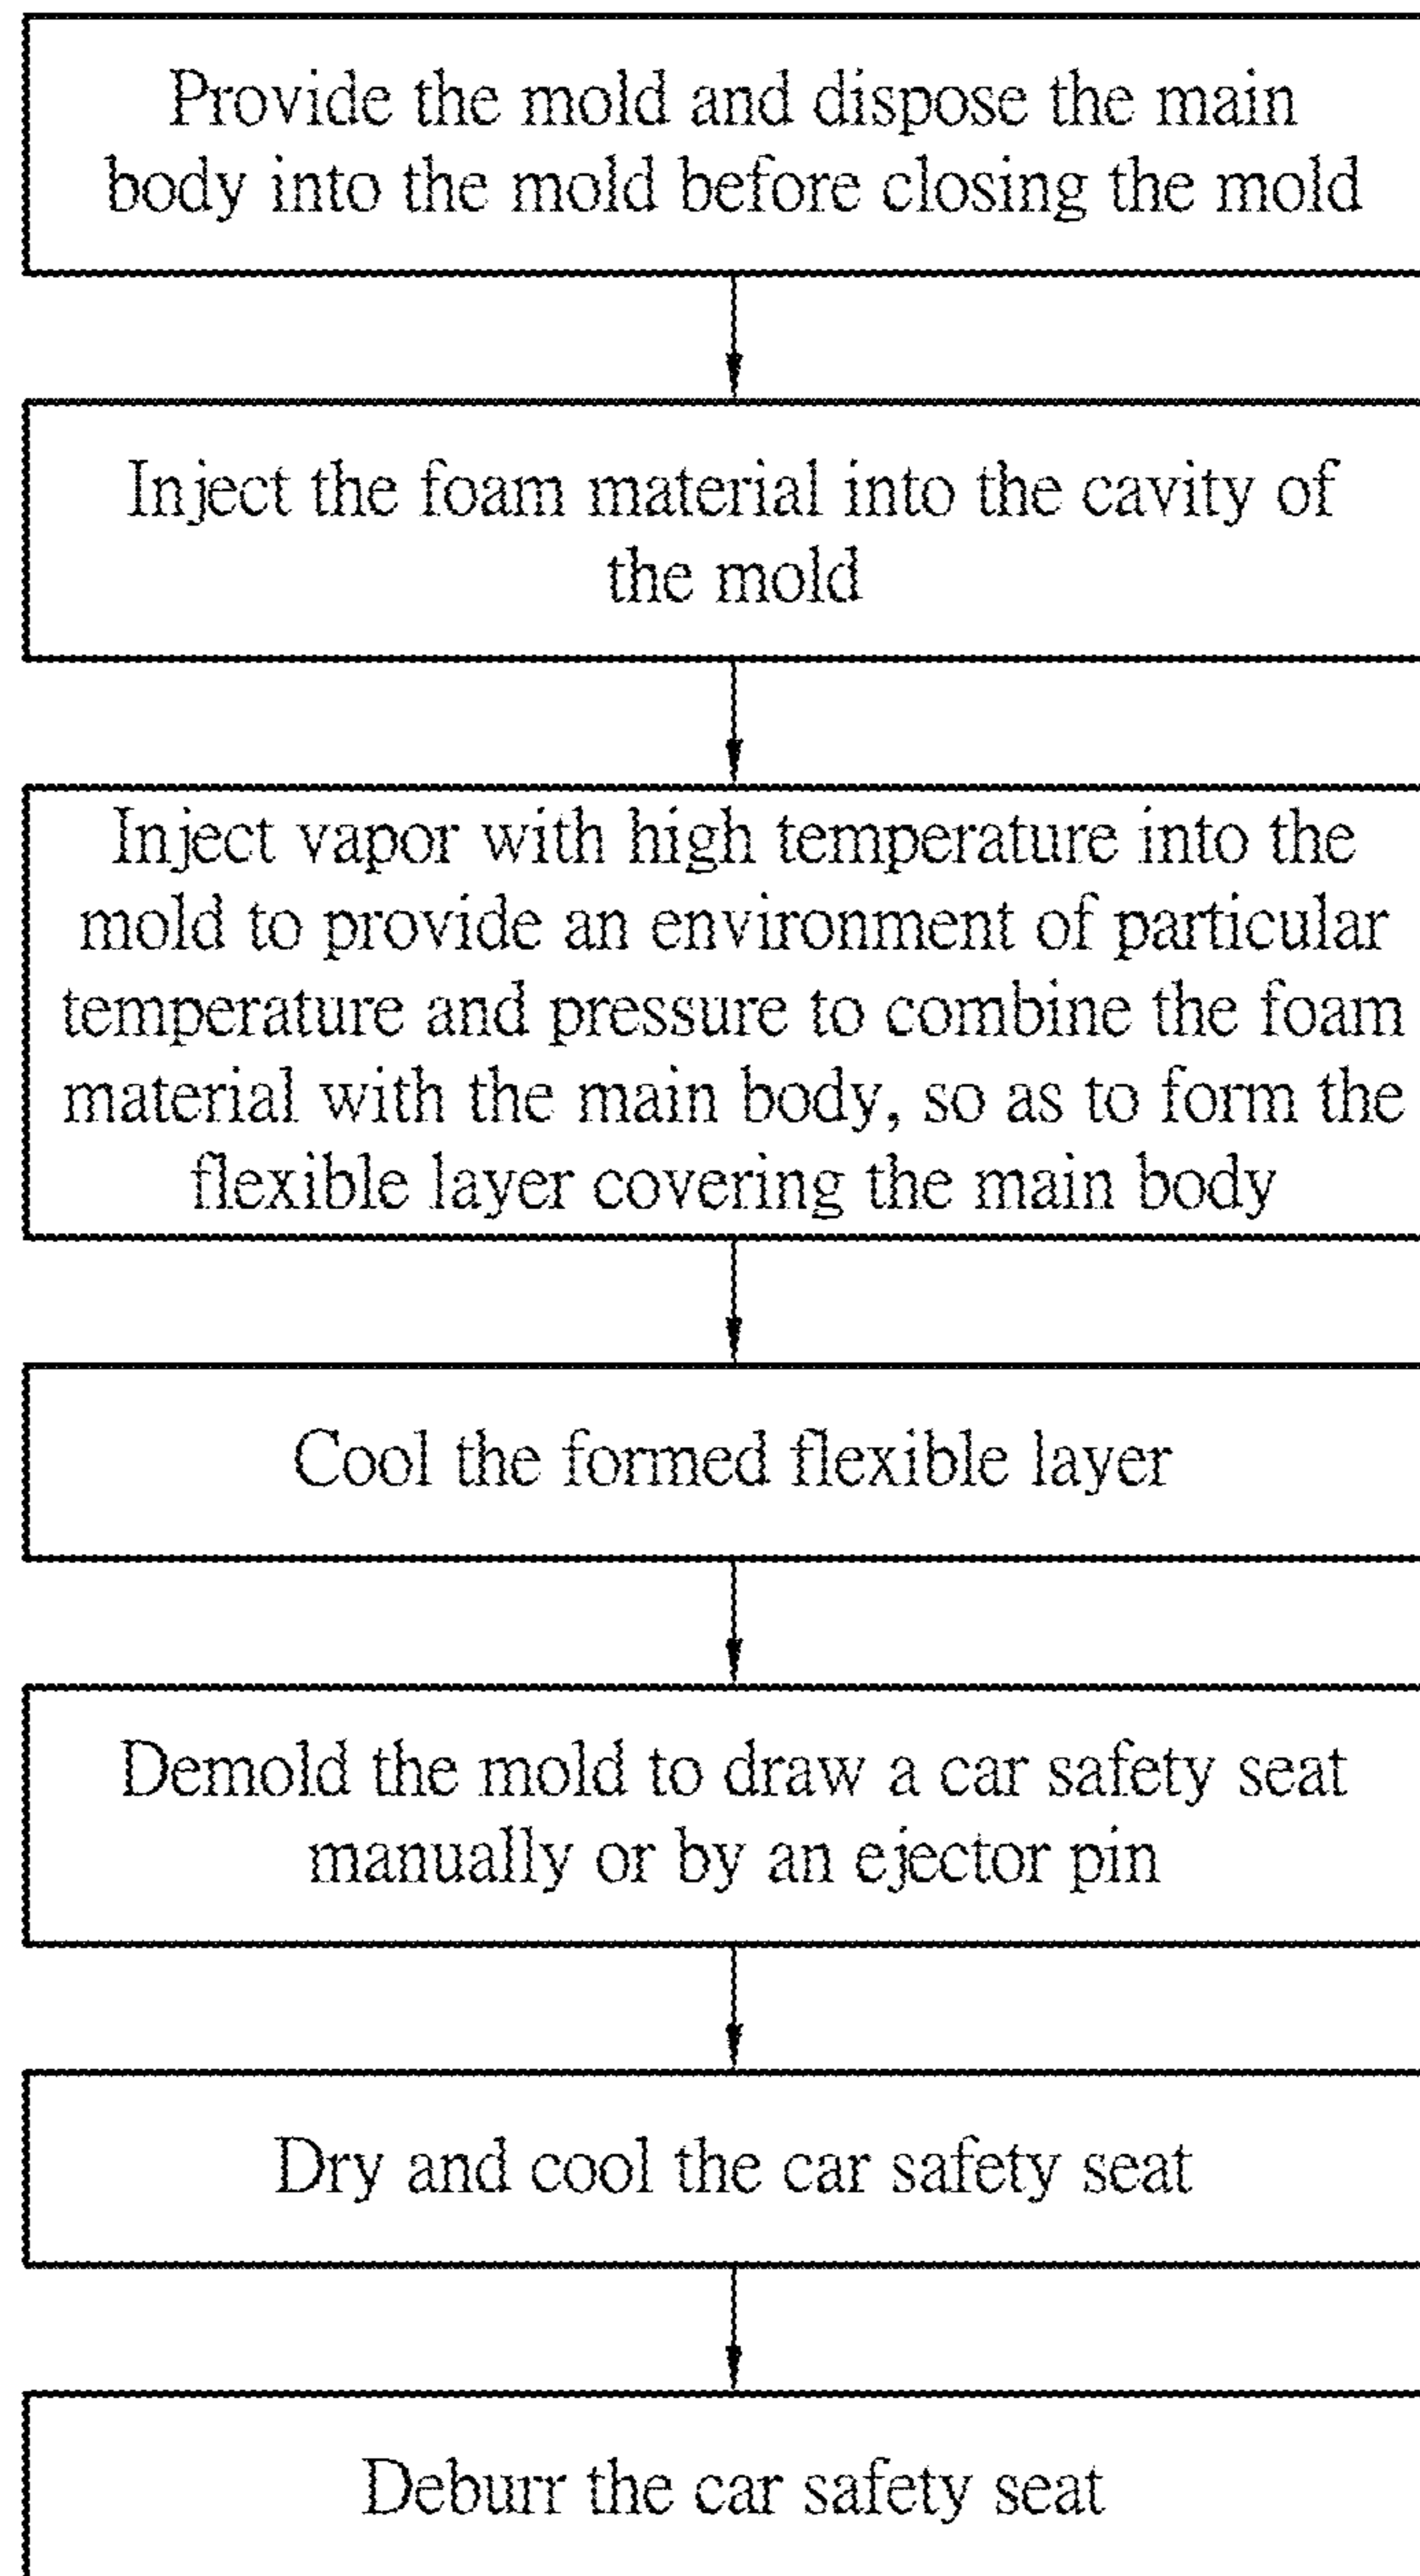 Provide the mold and dispose the main
body into the mold before closing the mold
Inject the foam material into the cavity of
the mold
Inject vapor with high temperature into the
mold to provide an environment of particular
temperature and pressure to combine the foam
material with the main body, so as to form the
flexible layer covering the main body
Cool the formed flexible layer
Demold the mold to draw a car safety seat
manually or by an ejector pin
Dry and cool the car safety seat
Deburr the car safety seat